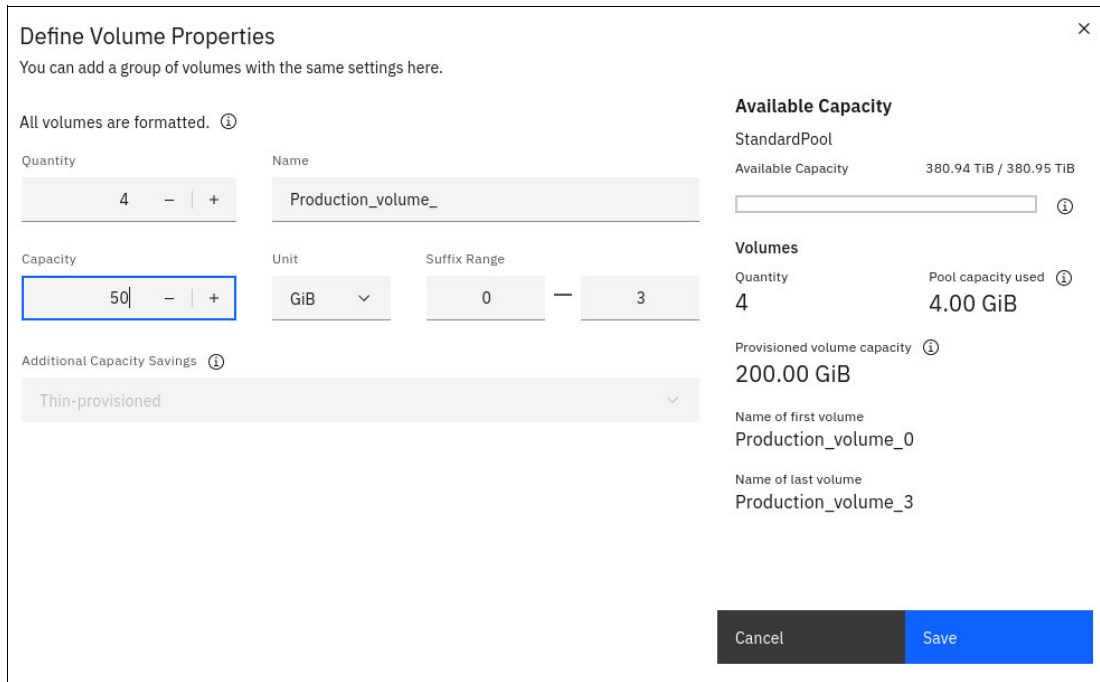 Define Volume Properties
You can add a group of volumes with the same settings here.
All volumes are formatted.
Quantity
4
Name
Production_volume_
Capacity
50
Unit
GiB
Suffix Range
0 — 3
Additional Capacity Savings
Thin-provisioned
Available Capacity
StandardPool
Available Capacity 380.94 TiB / 380.95 TiB
Volumes
Quantity
4
Pool capacity used
4.00 GiB
Provisioned volume capacity
200.00 GiB
Name of first volume
Production_volume_0
Name of last volume
Production_volume_3
Cancel
Save